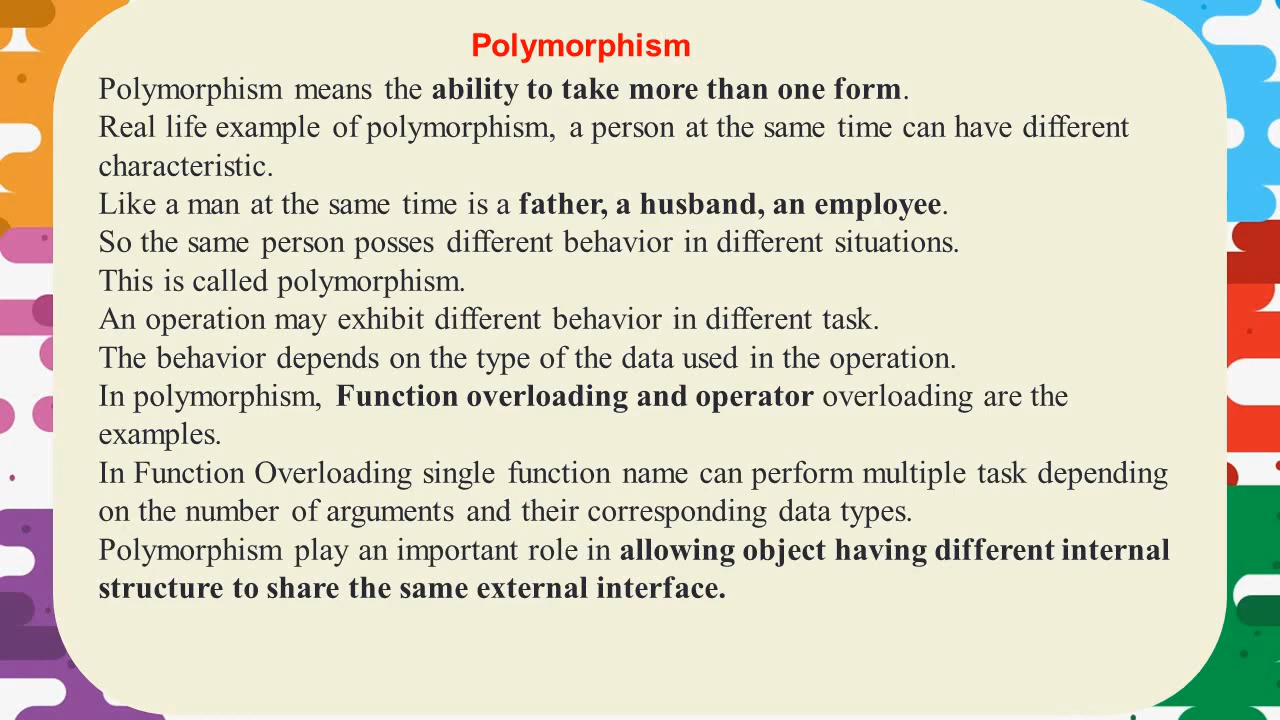 Polymorphism
Polymorphism means the ability to take more than one form.
Real life example of polymorphism, a person at the same time can have different
characteristic.
Like a man at the same time is a father, a husband, an employee.
So the same person posses different behavior in different situations.
This is called polymorphism.
An operation may exhibit different behavior in different task.
The behavior depends on the type of the data used in the operation.
In polymorphism, Function overloading and operator overloading are the
examples.
In Function Overloading single function name can perform multiple task depending
on the number of arguments and their corresponding data types.
Polymorphism play an important role in allowing object having different internal
structure to share the same external interface.